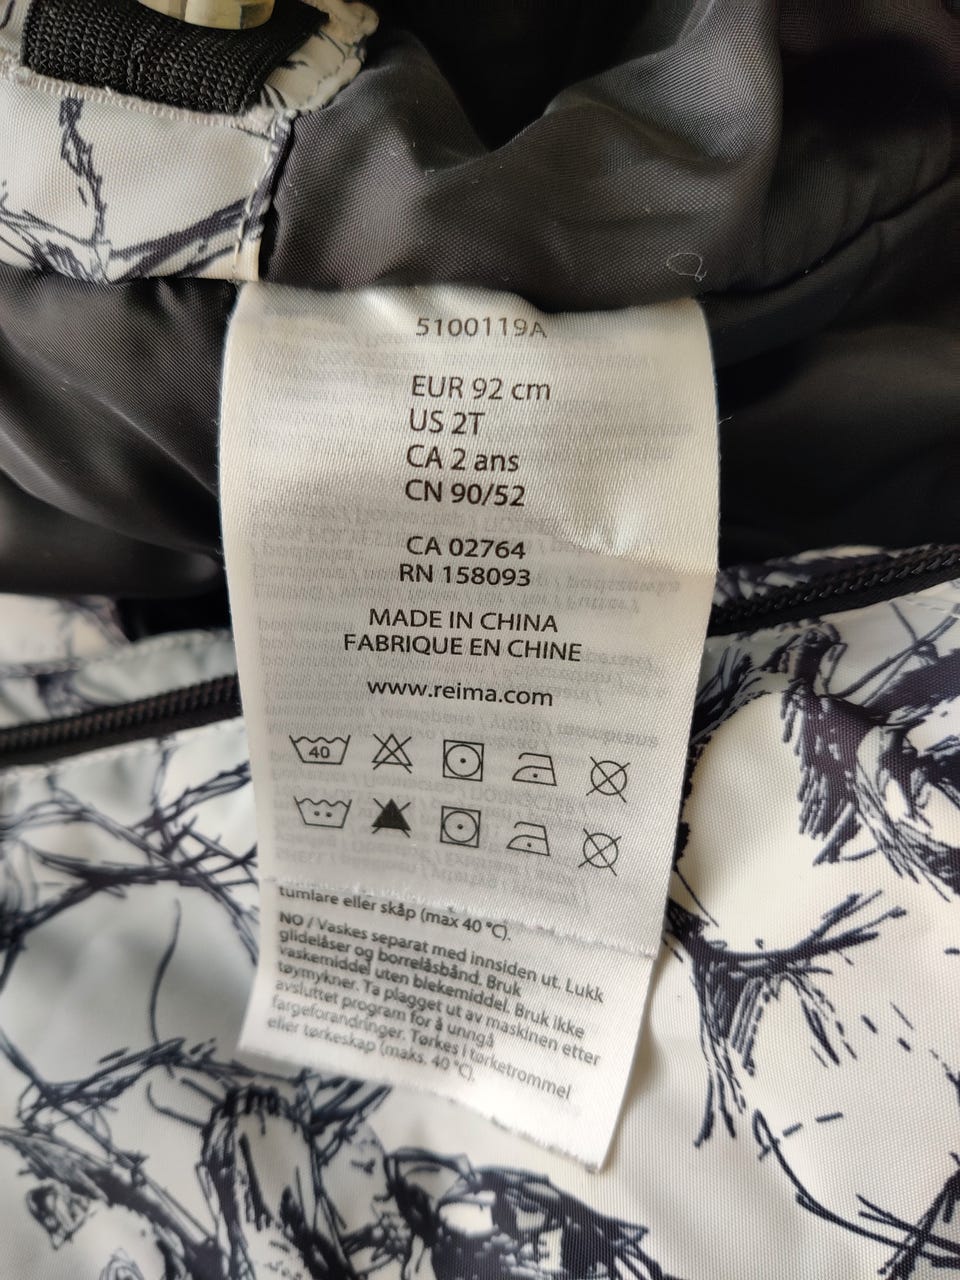 5100119A
EUR 92 cm
US 2T
CA 2 ans
CN 90/52
CA 02764
RN 158093
MADE IN CHINA
FABRIQUE EN CHINE
www.reima.com
40
tumlare eller skåp (max 40 °C).
NO / Vaskes separat med innsiden ut. Lukk
glidelåser og borrelåsbånd. Bruk
vaskemiddel uten blekemiddel. Bruk ikke
tøymykner. Ta plagget ut av maskinen etter
avsluttet program for å unngå
fargeforandringer. Tørkes i tørketrommel
eller tørkeskap (maks. 40 °C).